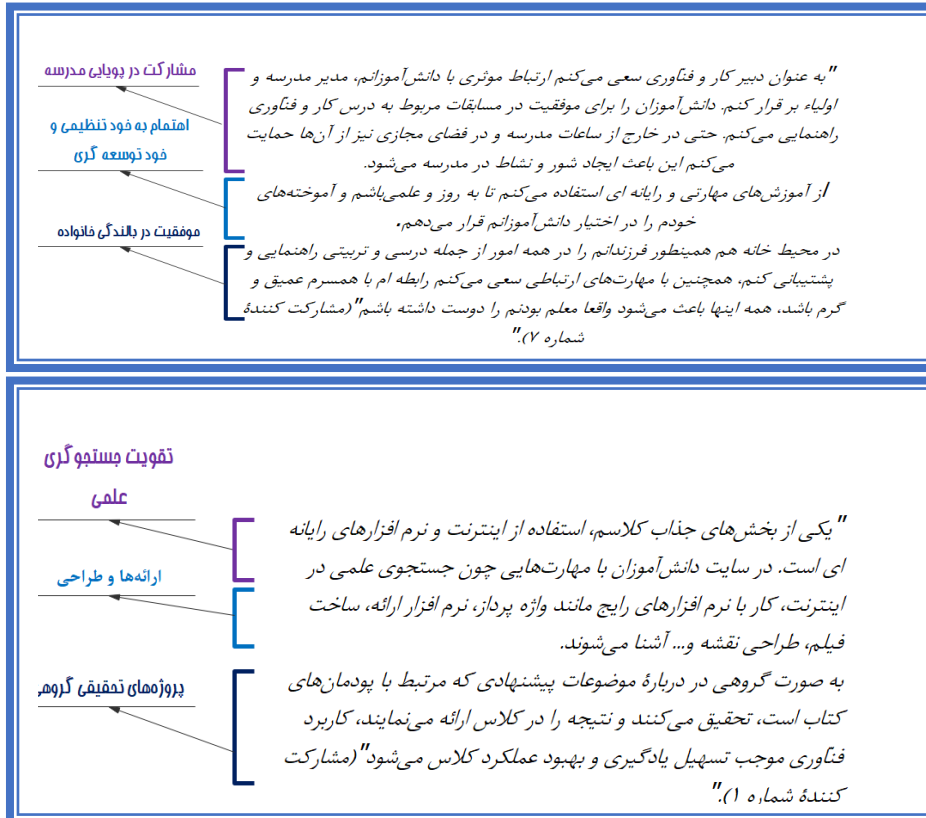 "به عنوان دبیر کار و فنآوری سعی می‌کنم ارتباط موثری با دانش‌آموزانم، مدیر مدرسه و
اولیاء بر قرار کنم. دانش‌آموزان را برای موفقیت در مسابقات مربوط به درس کار و فنآوری
راهنمایی می‌کنم. حتی در خارج از ساعات مدرسه و در فضای مجازی نیز از آن‌ها حمایت
می‌کنم این باعث ایجاد شور و نشاط در مدرسه می‌شود.
از آموزش‌های مهارتی و رایانه ای استفاده می‌کنم تا به روز و علمی‌باشم و آموخته‌های
خودم را در اختیار دانش‌آموزانم قرار می‌دهم.
در محیط خانه هم همینطور فرزندانم را در همه امور از جمله درسی و تربیتی راهنمایی و
پشتیبانی کنم، همچنین با مهارت‌های ارتباطی سعی می‌کنم رابطه ام با همسرم عمیق و
گرم باشد، همه اینها باعث می‌شود واقعا معلم بودنم را دوست داشته باشم"(مشارکت کنندۀ
شماره ۷)."
مشارکت در پویایی مدرسه
اهتمام به خود تنظیمی و
خود توسعه گری
موفقیت در بالندگی خانواده
"یکی از بخش‌های جذاب کلاسم، استفاده از اینترنت و نرم افزارهای رایانه
ای است. در سایت دانش‌آموزان با مهارت‌هایی چون جستجوی علمی در
اینترنت، کار با نرم افزارهای رایج مانند واژه پرداز، نرم افزار ارائه، ساخت
فیلم، طراحی نقشه و... آشنا می‌شوند.
به صورت گروهی در دربارۀ موضوعات پیشنهادی که مرتبط با پودمان‌های
کتاب است، تحقیق می‌کنند و نتیجه را در کلاس ارائه می‌نمایند، کاربرد
فنآوری موجب تسهیل یادگیری و بهبود عملکرد کلاس می‌شود"(مشارکت
کنندۀ شماره ۱)."
تقویت جستجو گری
علمی
ارائه‌ها و طراحی
پروژه‌های تحقیقی گروهی